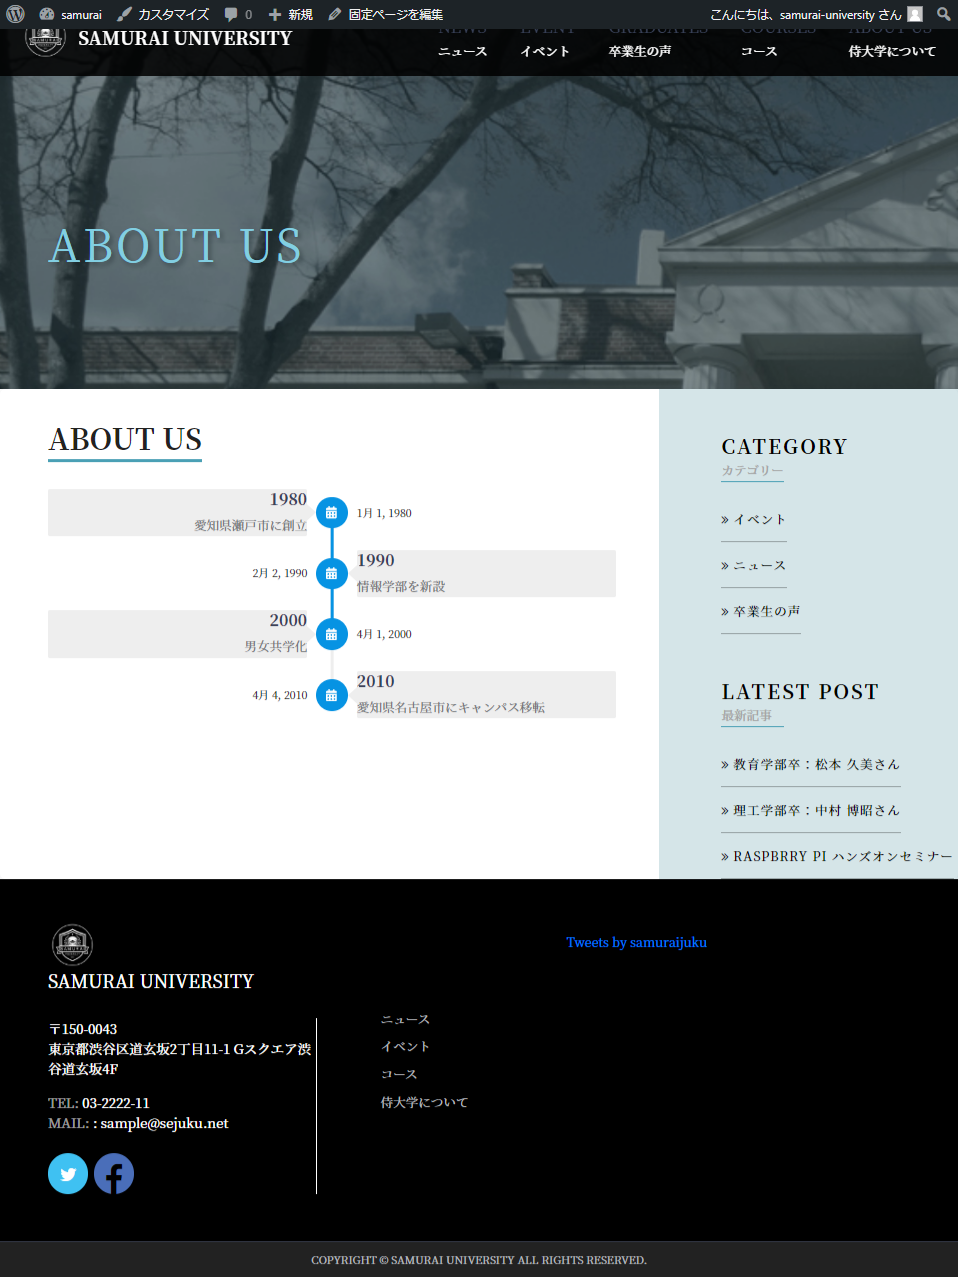 samurai カスタマイズ 0 新規 固定ページを編集 こんにちは、samurai-university さん
SAMURAI UNIVERSITY
NEWS EVENT GRADUATES COURSES ABOUT US
ニュース イベント 卒業生の声 コース 侍大学について
ABOUT US
ABOUT US
1980
愛知県瀬戸市に創立
1月 1, 1980
2月 2, 1990
1990
情報学部を新設
2000
男女共学化
4月 1, 2000
4月 4, 2010
2010
愛知県名古屋市にキャンパス移転
CATEGORY
カテゴリー
» イベント
» ニュース
» 卒業生の声
LATEST POST
最新記事
» 教育学部卒：松本 久美さん
» 理工学部卒：中村 博昭さん
» RASPBRRY PI ハンズオンセミナー
SAMURAI UNIVERSITY
〒150-0043
東京都渋谷区道玄坂2丁目11-1 Gスクエア渋
谷道玄坂4F
TEL: 03-2222-11
MAIL: : sample@sejuku.net
ニュース
イベント
コース
侍大学について
Tweets by samuraijuku
COPYRIGHT © SAMURAI UNIVERSITY ALL RIGHTS RESERVED.